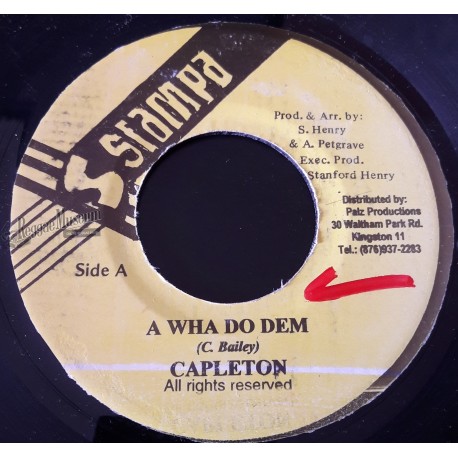 Stampa
Prod. & Arr. by:
S. Henry
& A. Petgrave
Exec. Prod.
Stanford Henry
Distributed by:
Palz Productions
30 Waltham Park Rd.
Kingston 11
Tel.: (876)937-2283
ReggaeMuseum
Side A
A WHA DO DEM
(C. Bailey)
CAPLETON
All rights reserved